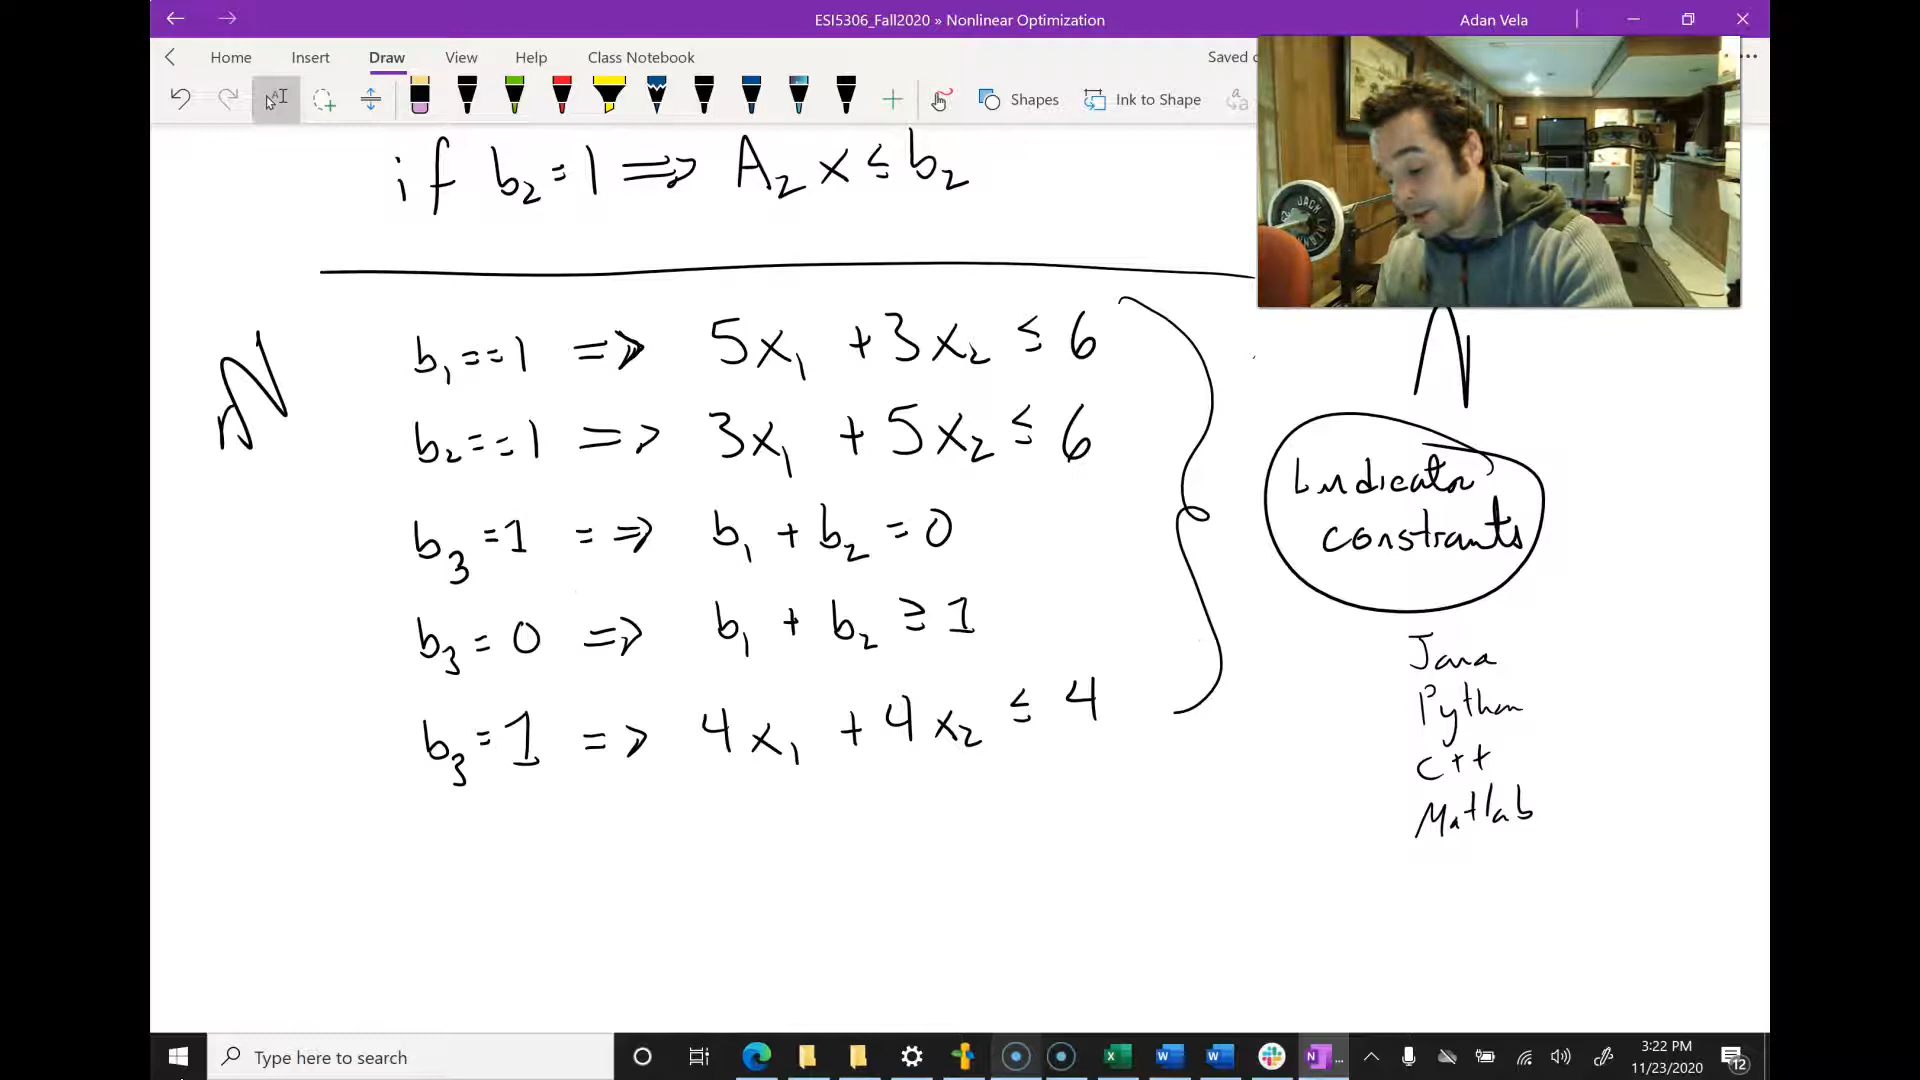 ESI5306_Fall2020 » Nonlinear Optimization
Adan Vela
Home Insert Draw View Help Class Notebook
Saved
Shapes
Ink to Shape
if b₂=1 => A₂x ≤ b₂
b₁==1 => 5x₁ +3x₂ ≤ 6
b₂==1 => 3x₁ + 5x₂ ≤ 6
b₃=1 ==> b₁ + b₂ = 0
b₃=0 => b₁ + b₂ ≥ 1
b₃=1 => 4x₁ + 4x₂ ≤ 4
Indicator
constrants
Java
Python
C++
Matlab
JACK
Type here to search
3:22 PM
11/23/2020
12